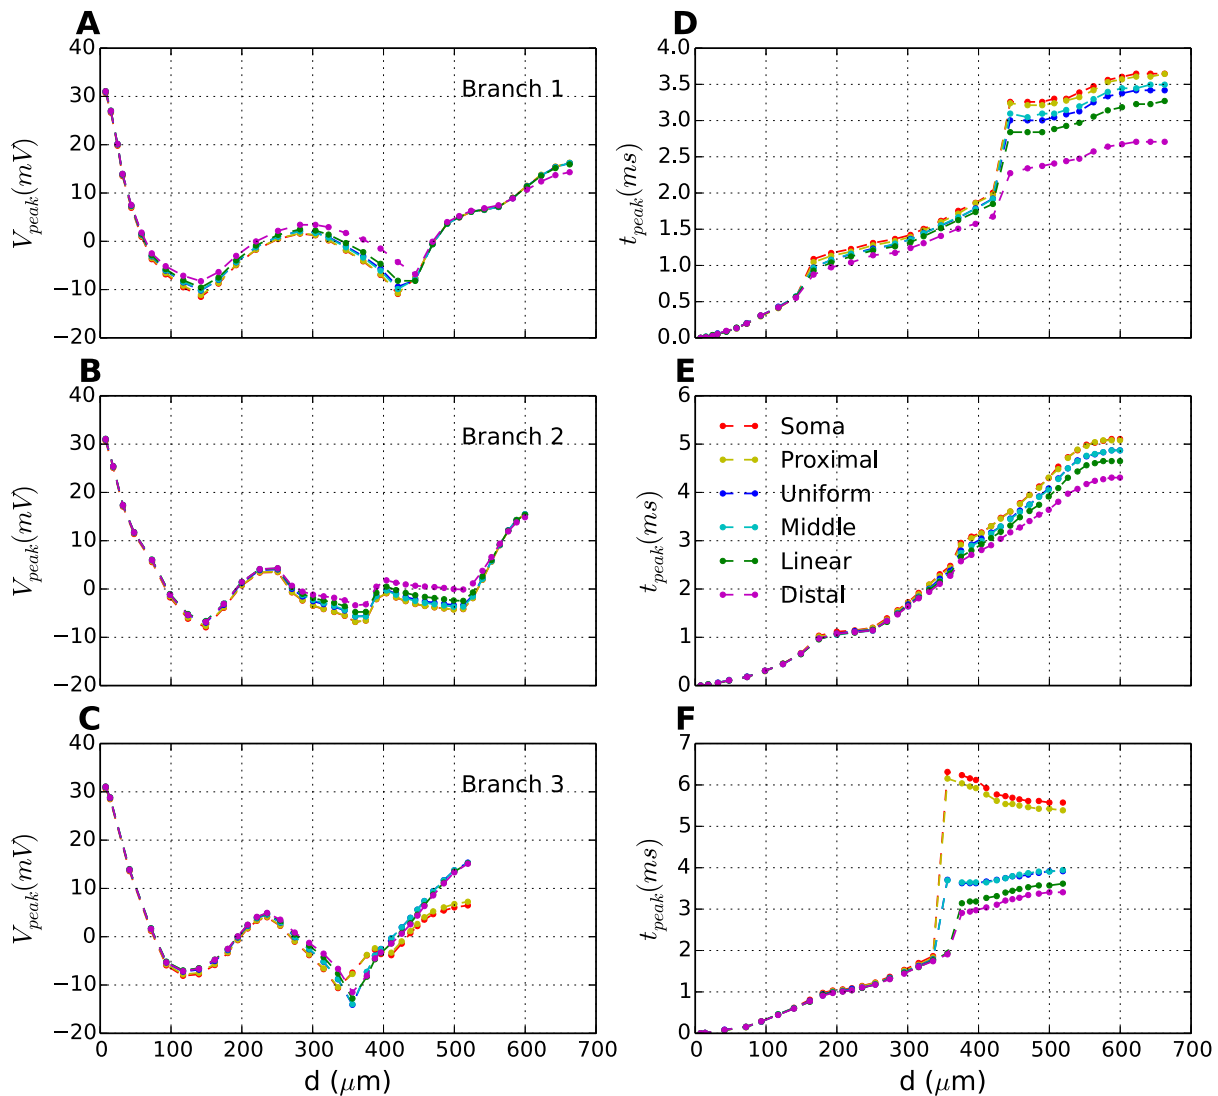 A
40
30
20
10
0
−10
−20
V_peak(mV)
Branch 1
B
40
30
20
10
0
−10
−20
V_peak(mV)
Branch 2
C
40
30
20
10
0
−10
−20
V_peak(mV)
Branch 3
0 100 200 300 400 500 600 700
d (μm)
D
4.0
3.5
3.0
2.5
2.0
1.5
1.0
0.5
0.0
t_peak(ms)
E
6
5
4
3
2
1
0
t_peak(ms)
Soma
Proximal
Uniform
Middle
Linear
Distal
F
7
6
5
4
3
2
1
0
t_peak(ms)
0 100 200 300 400 500 600 700
d (μm)